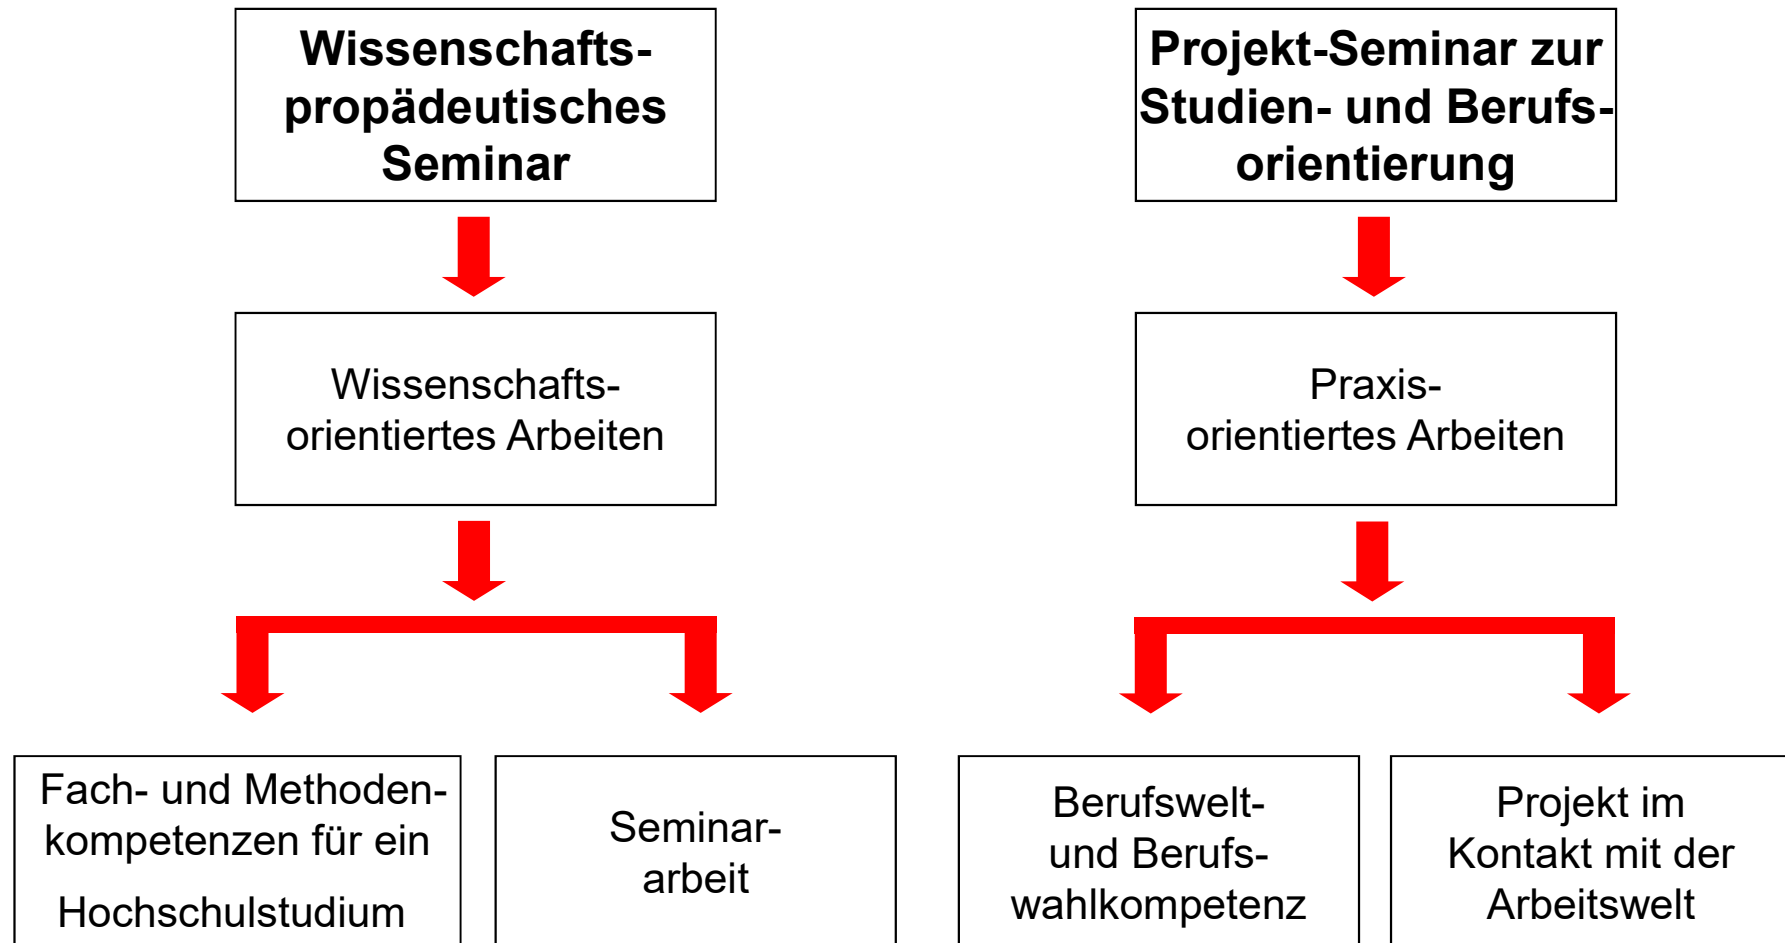 Wissenschafts-
propädeutisches
Seminar
Projekt-Seminar zur
Studien- und Berufs-
orientierung
Wissenschafts-
orientiertes Arbeiten
Praxis-
orientiertes Arbeiten
Fach- und Methoden-
kompetenzen für ein
Hochschulstudium
Seminar-
arbeit
Berufswelt-
und Berufs-
wahlkompetenz
Projekt im
Kontakt mit der
Arbeitswelt